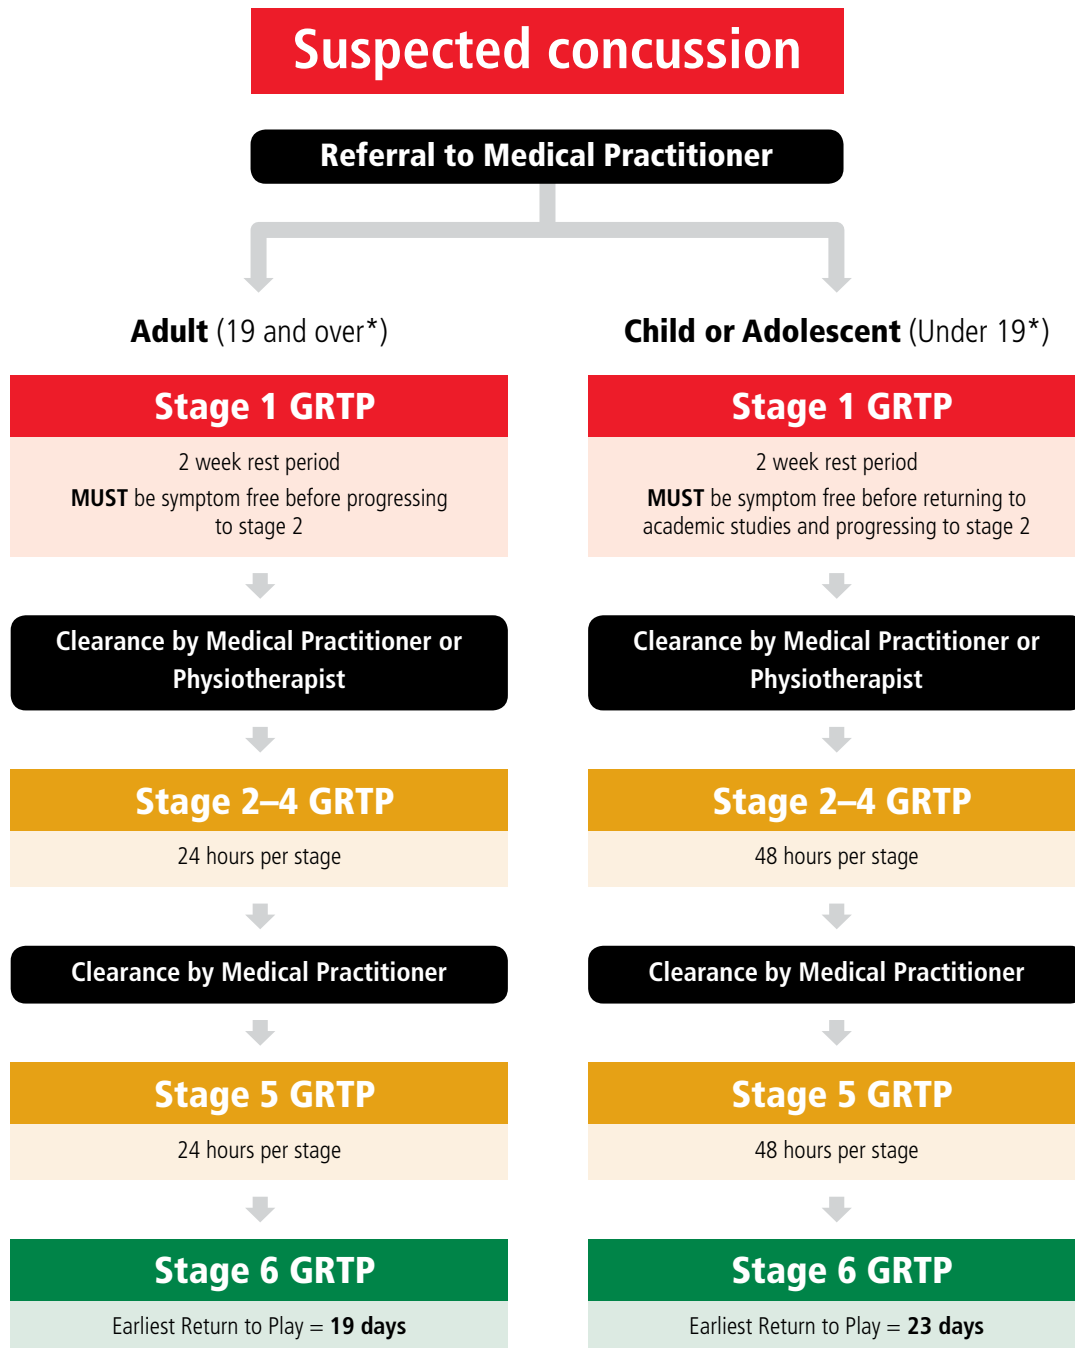 Suspected concussion
Referral to Medical Practitioner
Adult (19 and over*)
Stage 1 GRTP
2 week rest period
MUST be symptom free before progressing
to stage 2
Clearance by Medical Practitioner or
Physiotherapist
Stage 2–4 GRTP
24 hours per stage
Clearance by Medical Practitioner
Stage 5 GRTP
24 hours per stage
Stage 6 GRTP
Earliest Return to Play = 19 days
Child or Adolescent (Under 19*)
Stage 1 GRTP
2 week rest period
MUST be symptom free before returning to
academic studies and progressing to stage 2
Clearance by Medical Practitioner or
Physiotherapist
Stage 2–4 GRTP
48 hours per stage
Clearance by Medical Practitioner
Stage 5 GRTP
48 hours per stage
Stage 6 GRTP
Earliest Return to Play = 23 days